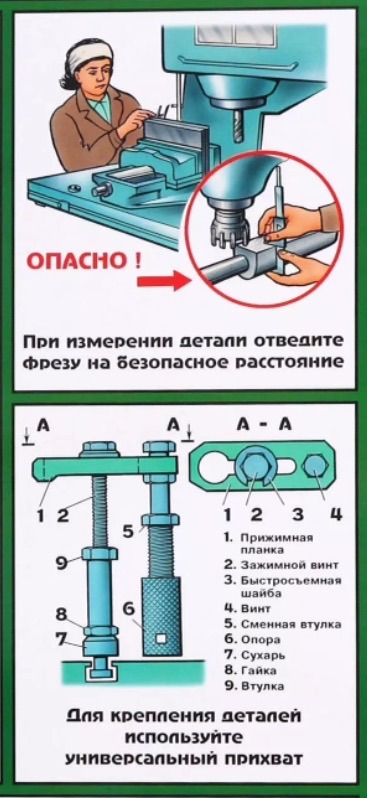 ОПАСНО !
При измерении детали отведите
фрезу на безопасное расстояние
А А А - А
1 2 5 9 8 7 6 1 2 3 4
1. Прижимная
планка
2. Зажимной винт
3. Быстросъемная
шайба
4. Винт
5. Сменная втулка
6. Опора
7. Сухарь
8. Гайка
9. Втулка
Для крепления деталей
используйте
универсальный прихват